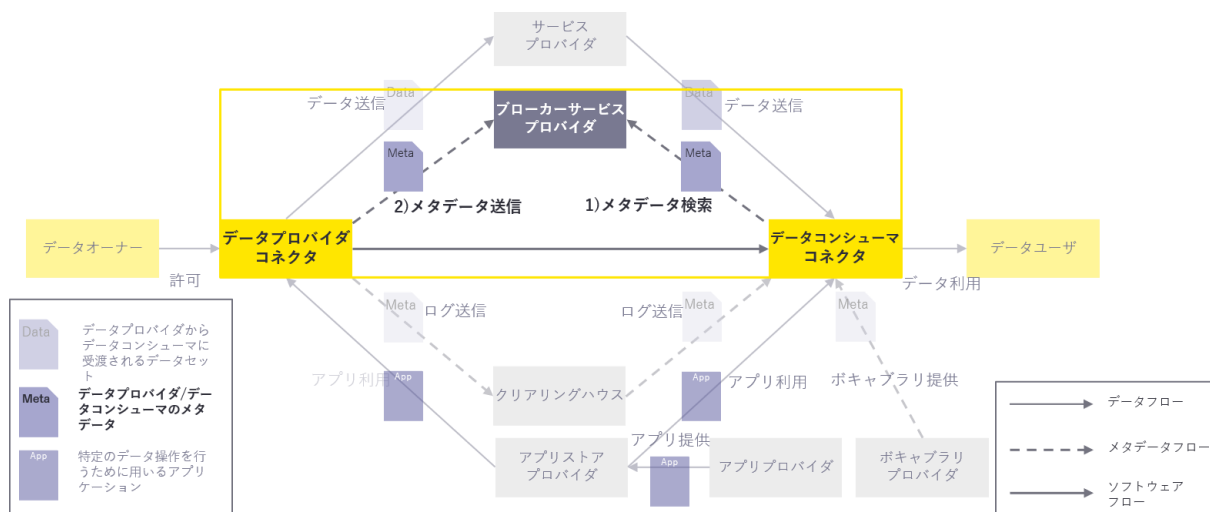 サービス
プロバイダ
Data
データ送信
Data
データ送信
ブローカーサービス
プロバイダ
Meta
Meta
2)メタデータ送信
1)メタデータ検索
データオーナー
許可
データプロバイダ
コネクタ
データコンシューマ
コネクタ
データ利用
データユーザ
Meta
ログ送信
ログ送信
Meta
Meta
アプリ利用
App
クリアリングハウス
App
アプリ利用
ボキャブラリ提供
アプリストア
プロバイダ
アプリ提供
App
アプリプロバイダ
ボキャブラリ
プロバイダ
Data
データプロバイダから
データコンシューマに
受渡されるデータセッ
ト
Meta
データプロバイダ/デー
タコンシューマのメタ
データ
App
特定のデータ操作を行
うために用いるアプリ
ケーション
データフロー
メタデータフロー
ソフトウェア
フロー